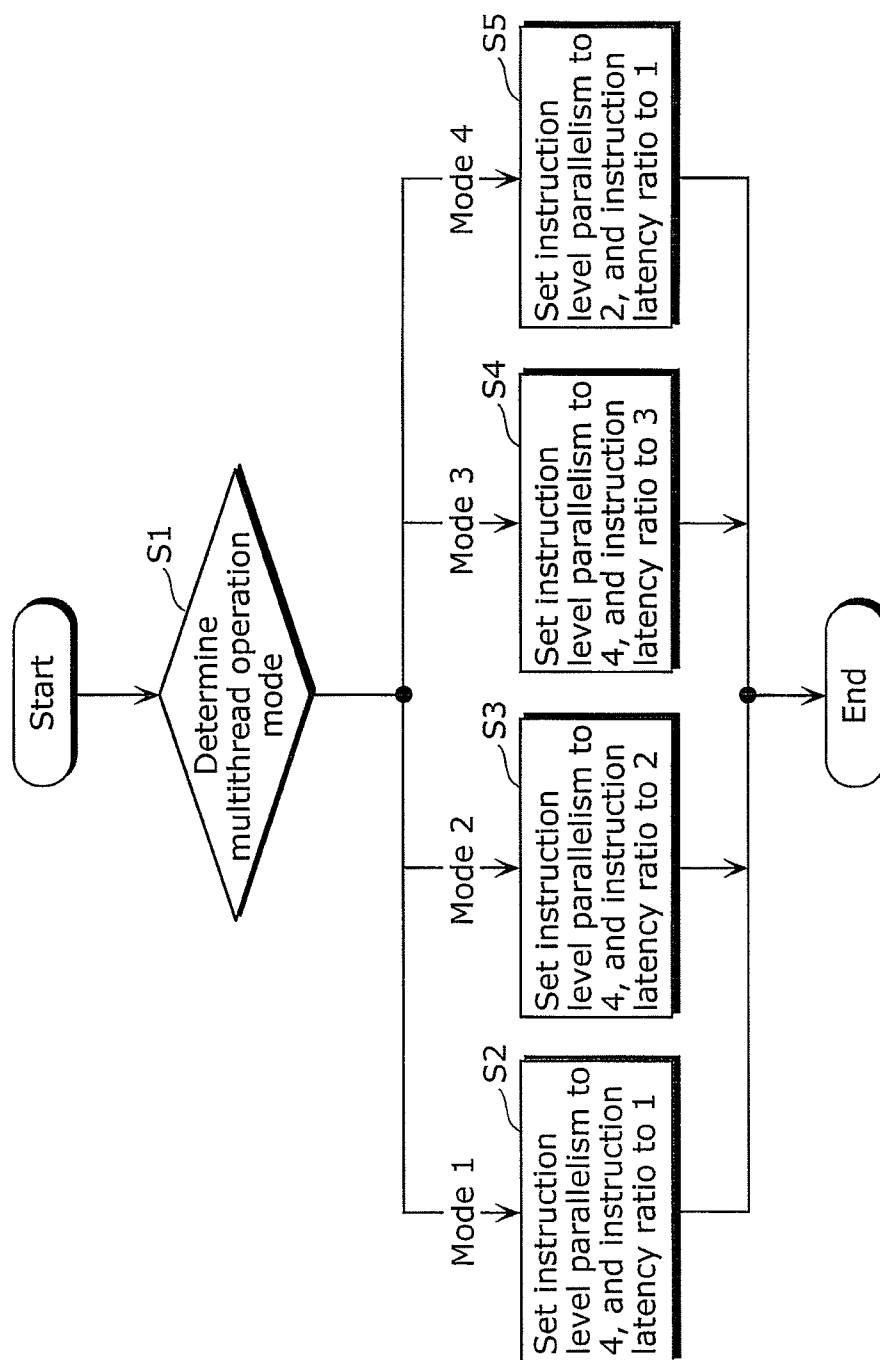 Start
S1
Determine
multithread operation
mode
Mode 1
Mode 2
Mode 3
Mode 4
S2
Set instruction
level parallelism to
4, and instruction
latency ratio to 1
S3
Set instruction
level parallelism to
4, and instruction
latency ratio to 2
S4
Set instruction
level parallelism to
4, and instruction
latency ratio to 3
S5
Set instruction
level parallelism to
2, and instruction
latency ratio to 1
End